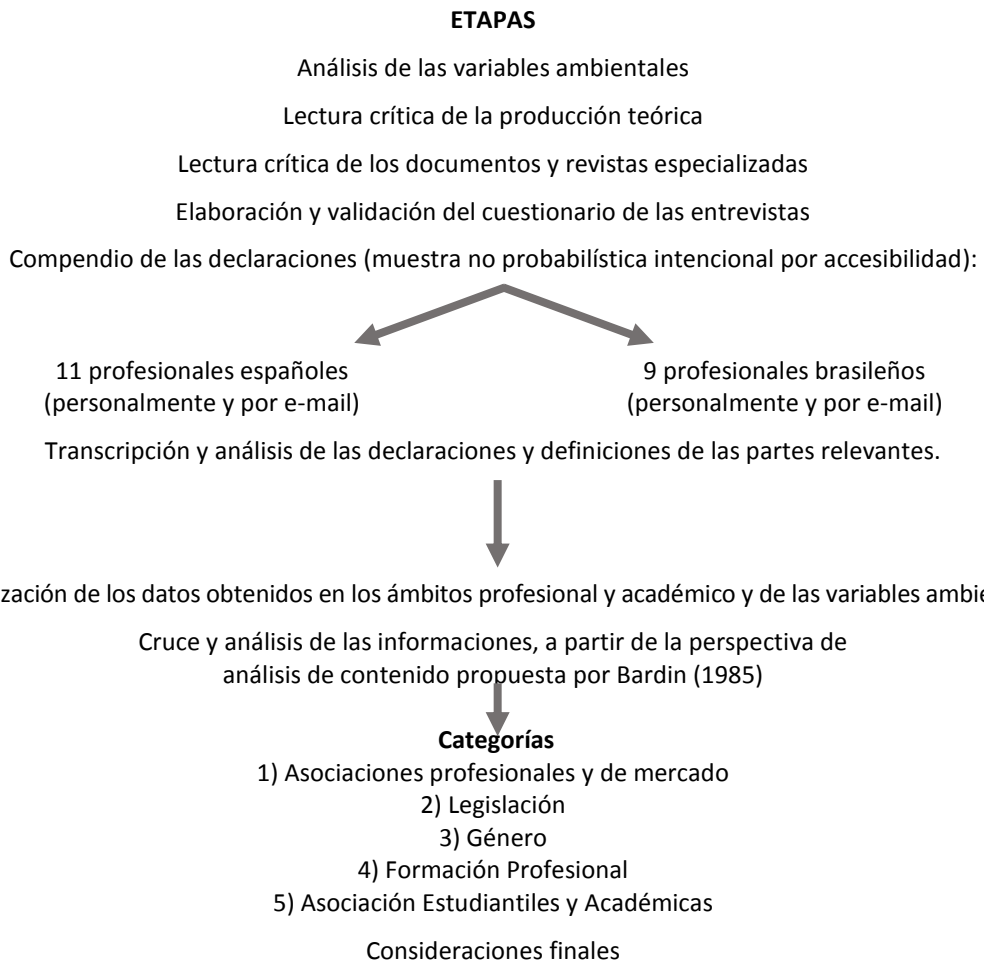 ETAPAS
Análisis de las variables ambientales
Lectura crítica de la producción teórica
Lectura crítica de los documentos y revistas especializadas
Elaboración y validación del cuestionario de las entrevistas
Compendio de las declaraciones (muestra no probabilística intencional por accesibilidad):
11 profesionales españoles
(personalmente y por e-mail)
9 profesionales brasileños
(personalmente y por e-mail)
Transcripción y análisis de las declaraciones y definiciones de las partes relevantes.
zación de los datos obtenidos en los ámbitos profesional y académico y de las variables ambie
Cruce y análisis de las informaciones, a partir de la perspectiva de
análisis de contenido propuesta por Bardin (1985)
Categorías
1) Asociaciones profesionales y de mercado
2) Legislación
3) Género
4) Formación Profesional
5) Asociación Estudiantiles y Académicas
Consideraciones finales